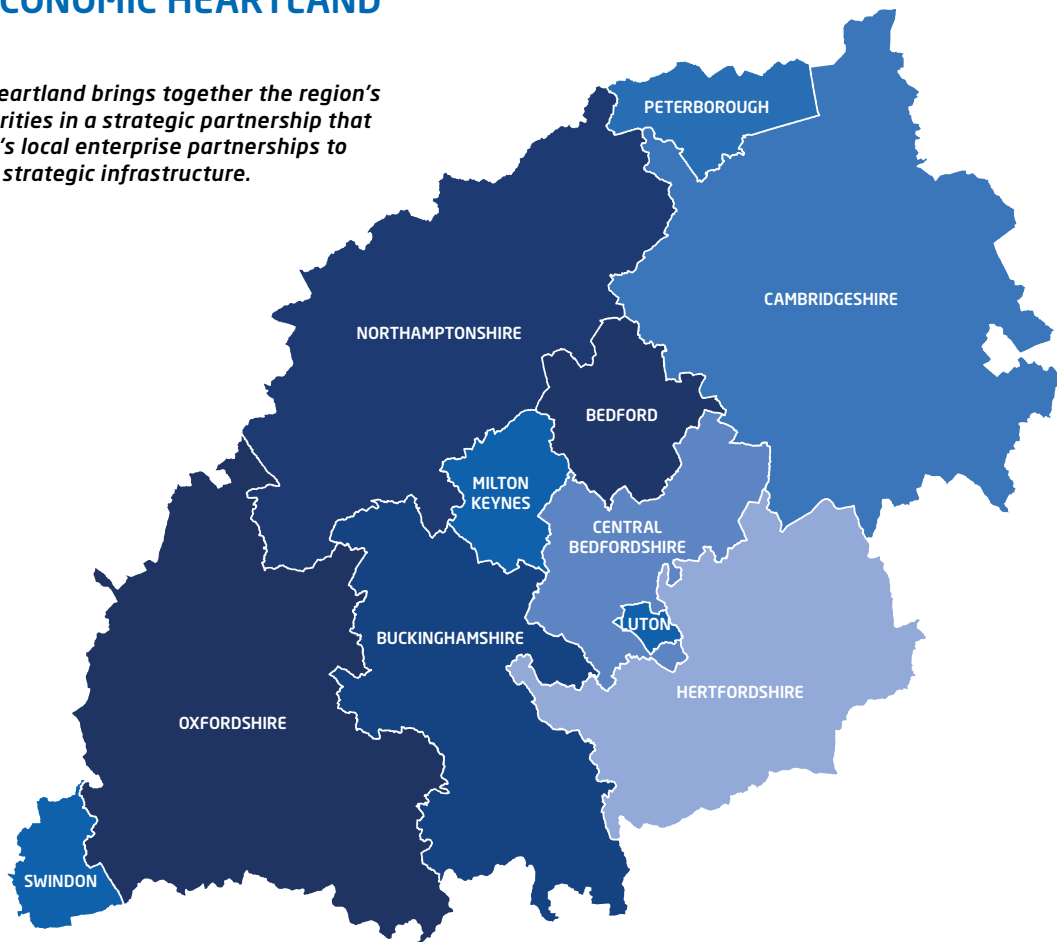 CONOMIC HEARTLAND
eartland brings together the region's
rities in a strategic partnership that
's local enterprise partnerships to
strategic infrastructure.
PETERBOROUGH
CAMBRIDGESHIRE
NORTHAMPTONSHIRE
BEDFORD
MILTON
KEYNES
CENTRAL
BEDFORDSHIRE
LUTON
BUCKINGHAMSHIRE
HERTFORDSHIRE
OXFORDSHIRE
SWINDON